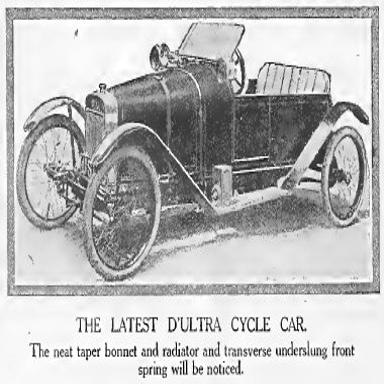 THE LATEST D'ULTRA CYCLE CAR.
The neat taper bonnet and radiator and transverse underslung front
spring will be noticed.